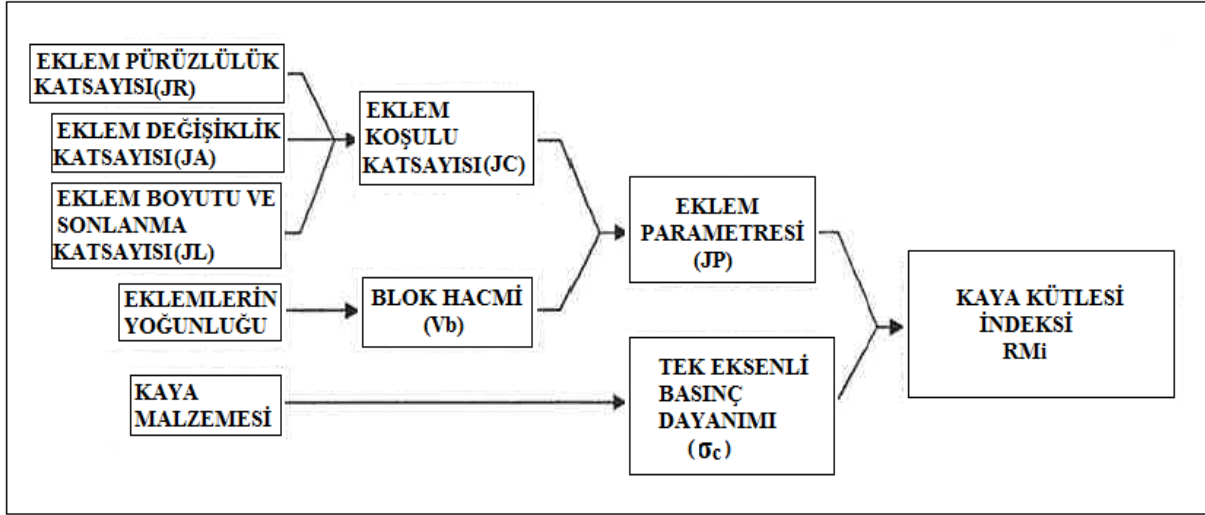 EKLEM PÜRÜZLÜLÜK
KATSAYISI(JR)
EKLEM DEĞİŞİKLİK
KATSAYISI(JA)
EKLEM BOYUTU VE
SONLANMA
KATSAYISI(JL)
EKLEMLERİN
YOĞUNLUĞU
KAYA
MALZEMESİ
EKLEM
KOŞULU
KATSAYISI(JC)
BLOK HACMİ
(Vb)
EKLEM
PARAMETRESİ
(JP)
TEK EKSENLİ
BASINÇ
DAYANIMI
(σc)
KAYA KÜTLESİ
İNDEKSİ
RMi